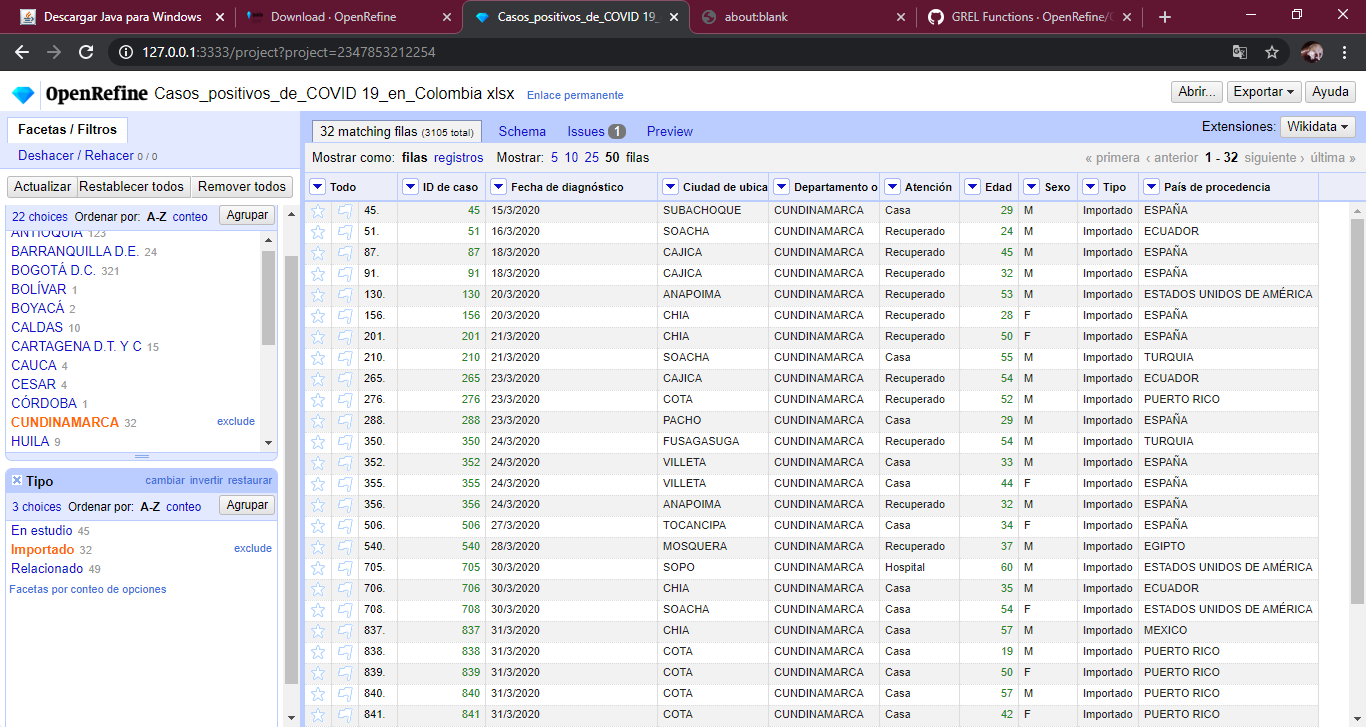 Descargar Java para Windows
Download · OpenRefine
Casos_positivos_de_COVID 19_
about:blank
GREL Functions · OpenRefine/
127.0.0.1:3333/project?project=2347853212254
OpenRefine Casos_positivos_de_COVID 19_en_Colombia xlsx Enlace permanente
Abrir... Exportar Ayuda
Facetas / Filtros
Deshacer / Rehacer 0 / 0
Actualizar Restablecer todos Remover todos
22 choices Ordenar por: A-Z conteo Agrupar
ANTIOQUIA 123
BARRANQUILLA D.E. 24
BOGOTÁ D.C. 321
BOLÍVAR 1
BOYACÁ 2
CALDAS 10
CARTAGENA D.T. Y C 15
CAUCA 4
CESAR 4
CÓRDOBA 1
CUNDINAMARCA 32 exclude
HUILA 9
Tipo cambiar invertir restaurar
3 choices Ordenar por: A-Z conteo Agrupar
En estudio 45
Importado 32 exclude
Relacionado 49
Facetas por conteo de opciones
32 matching filas (3105 total) Schema Issues 1 Preview
Extensiones: Wikidata
Mostrar como: filas registros Mostrar: 5 10 25 50 filas
« primera ‹ anterior 1 - 32 siguiente › última »
Todo ID de caso Fecha de diagnóstico Ciudad de ubica Departamento o Atención Edad Sexo Tipo País de procedencia
45. 45 15/3/2020 SUBACHOQUE CUNDINAMARCA Casa 29 M Importado ESPAÑA
51. 51 16/3/2020 SOACHA CUNDINAMARCA Recuperado 24 M Importado ECUADOR
87. 87 18/3/2020 CAJICA CUNDINAMARCA Recuperado 45 M Importado ESPAÑA
91. 91 18/3/2020 CAJICA CUNDINAMARCA Recuperado 32 M Importado ESPAÑA
130. 130 20/3/2020 ANAPOIMA CUNDINAMARCA Recuperado 53 M Importado ESTADOS UNIDOS DE AMÉRICA
156. 156 20/3/2020 CHIA CUNDINAMARCA Recuperado 28 F Importado ESPAÑA
201. 201 21/3/2020 CHIA CUNDINAMARCA Recuperado 50 F Importado ESPAÑA
210. 210 21/3/2020 SOACHA CUNDINAMARCA Casa 55 M Importado TURQUIA
265. 265 23/3/2020 CAJICA CUNDINAMARCA Recuperado 54 M Importado ECUADOR
276. 276 23/3/2020 COTA CUNDINAMARCA Recuperado 52 M Importado PUERTO RICO
288. 288 23/3/2020 PACHO CUNDINAMARCA Casa 29 M Importado ESPAÑA
350. 350 24/3/2020 FUSAGASUGA CUNDINAMARCA Recuperado 54 M Importado TURQUIA
352. 352 24/3/2020 VILLETA CUNDINAMARCA Casa 33 M Importado ESPAÑA
355. 355 24/3/2020 VILLETA CUNDINAMARCA Casa 44 F Importado ESPAÑA
356. 356 24/3/2020 ANAPOIMA CUNDINAMARCA Recuperado 32 M Importado ESPAÑA
506. 506 27/3/2020 TOCANCIPA CUNDINAMARCA Casa 34 F Importado ESPAÑA
540. 540 28/3/2020 MOSQUERA CUNDINAMARCA Recuperado 37 M Importado EGIPTO
705. 705 30/3/2020 SOPO CUNDINAMARCA Hospital 60 M Importado ESTADOS UNIDOS DE AMÉRICA
706. 706 30/3/2020 CHIA CUNDINAMARCA Casa 35 M Importado ECUADOR
708. 708 30/3/2020 SOACHA CUNDINAMARCA Casa 54 F Importado ESTADOS UNIDOS DE AMÉRICA
837. 837 31/3/2020 CHIA CUNDINAMARCA Casa 57 M Importado MEXICO
838. 838 31/3/2020 COTA CUNDINAMARCA Casa 19 M Importado PUERTO RICO
839. 839 31/3/2020 COTA CUNDINAMARCA Casa 50 F Importado PUERTO RICO
840. 840 31/3/2020 COTA CUNDINAMARCA Casa 57 M Importado PUERTO RICO
841. 841 31/3/2020 COTA CUNDINAMARCA Casa 42 F Importado PUERTO RICO